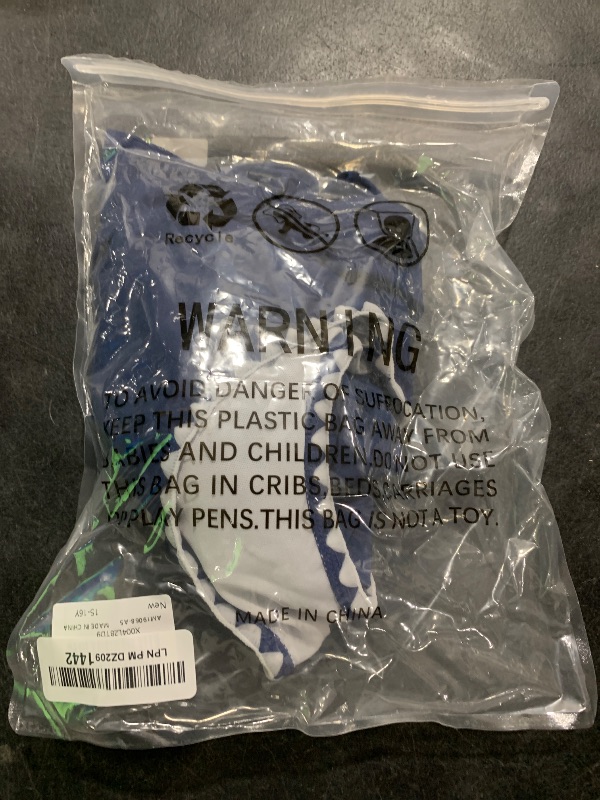 Recycle
WARNING
TO AVOID DANGER OF SUFFOCATION,
KEEP THIS PLASTIC BAG AWAY FROM
BABIES AND CHILDREN.DO NOT USE
THIS BAG IN CRIBS,BEDS,CARRIAGES
PLAY PENS.THIS BAG IS NOT A TOY.
MADE IN CHINA
LPN PM DZ2091442
MADE IN CHINA
New
1S-16Y